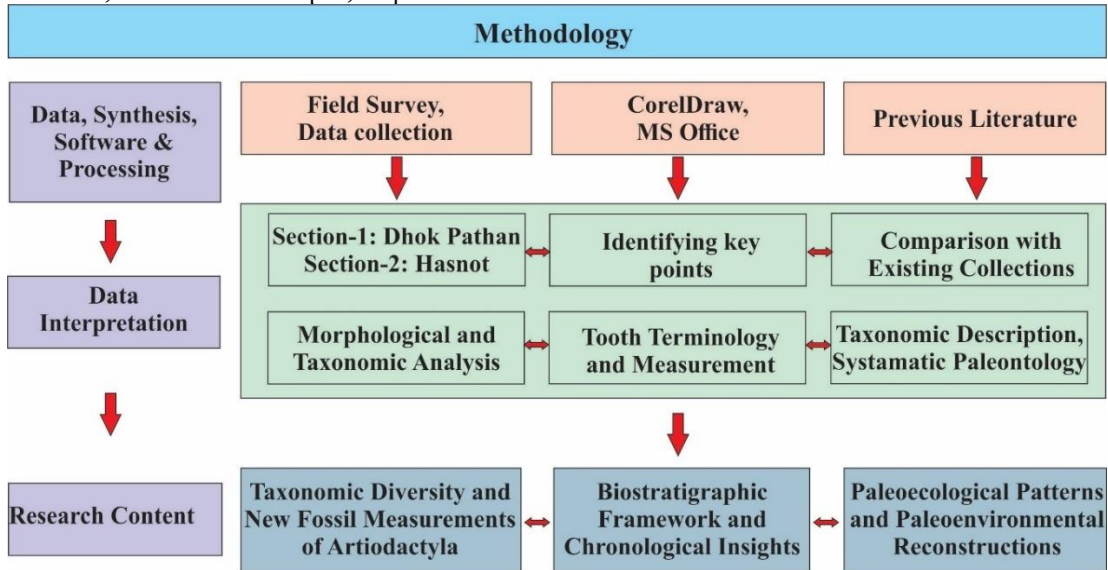 Methodology
Data, Synthesis,
Software &
Processing
Field Survey,
Data collection
CorelDraw,
MS Office
Previous Literature
Data
Interpretation
Section-1: Dhok Pathan
Section-2: Hasnot
Identifying key
points
Comparison with
Existing Collections
Morphological and
Taxonomic Analysis
Tooth Terminology
and Measurement
Taxonomic Description,
Systamatic Paleontology
Research Content
Taxonomic Diversity and
New Fossil Measurements
of Artiodactyla
Biostratigraphic
Framework and
Chronological Insights
Paleoecological Patterns
and Paleoenvironmental
Reconstructions